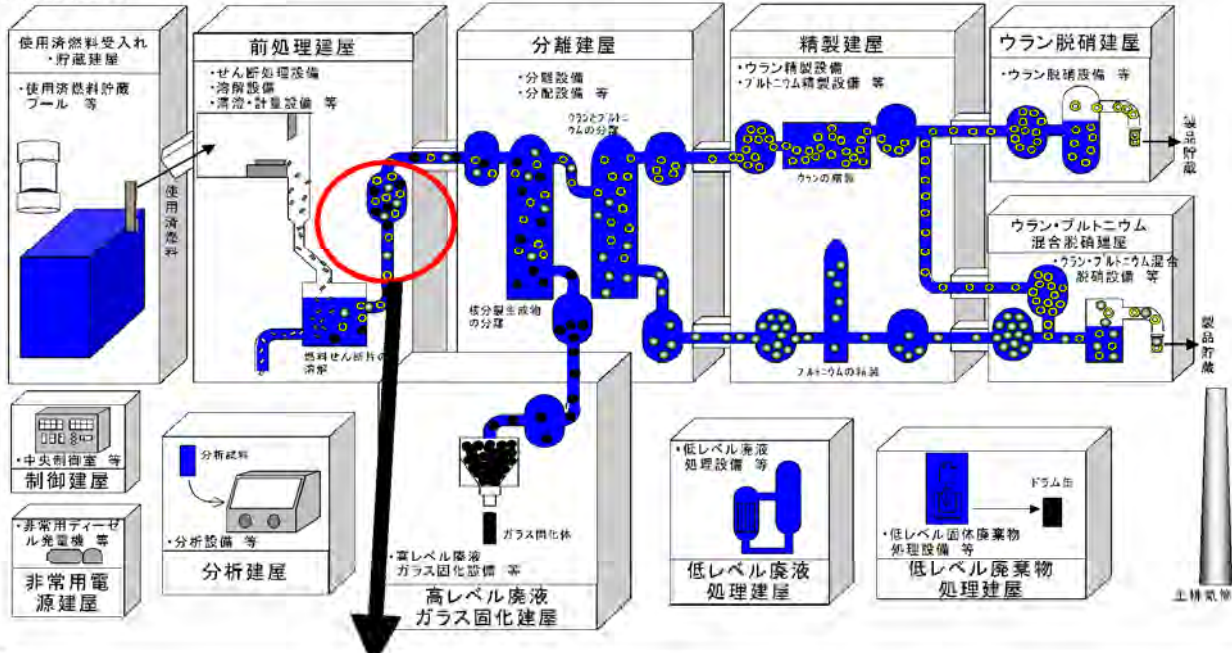 使用済燃料受入れ
・貯蔵建屋
・使用済燃料貯蔵
プール 等
使用済燃料
前処理建屋
・せん断処理設備
・溶解設備
・清澄・計量設備 等
燃料せん断片の
溶解
分離建屋
・分離設備
・分配設備 等
ウランとプルトニ
ウムの分離
核分裂生成物
の分離
精製建屋
・ウラン精製設備
・プルトニウム精製設備 等
ウランの精製
プルトニウムの精製
ウラン脱硝建屋
・ウラン脱硝設備 等
製品貯蔵
ウラン・プルトニウム
混合脱硝建屋
・ウラン・プルトニウム混合
脱硝設備 等
製品貯蔵
・中央制御室 等
制御建屋
・非常用ディーゼ
ル発電機 等
非常用電
源建屋
分析試料
・分析設備 等
分析建屋
ガラス固化体
・高レベル廃液
ガラス固化設備 等
高レベル廃液
ガラス固化建屋
・低レベル廃液
処理設備 等
低レベル廃液
処理建屋
ドラム缶
・低レベル固体廃棄物
処理設備 等
低レベル廃棄物
処理建屋
主排気筒